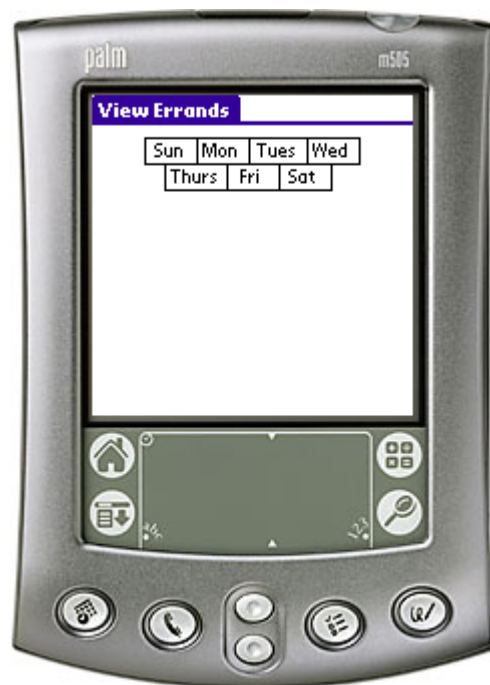 palm m505
View Errands
Sun Mon Tues Wed
Thurs Fri Sat
abc 123